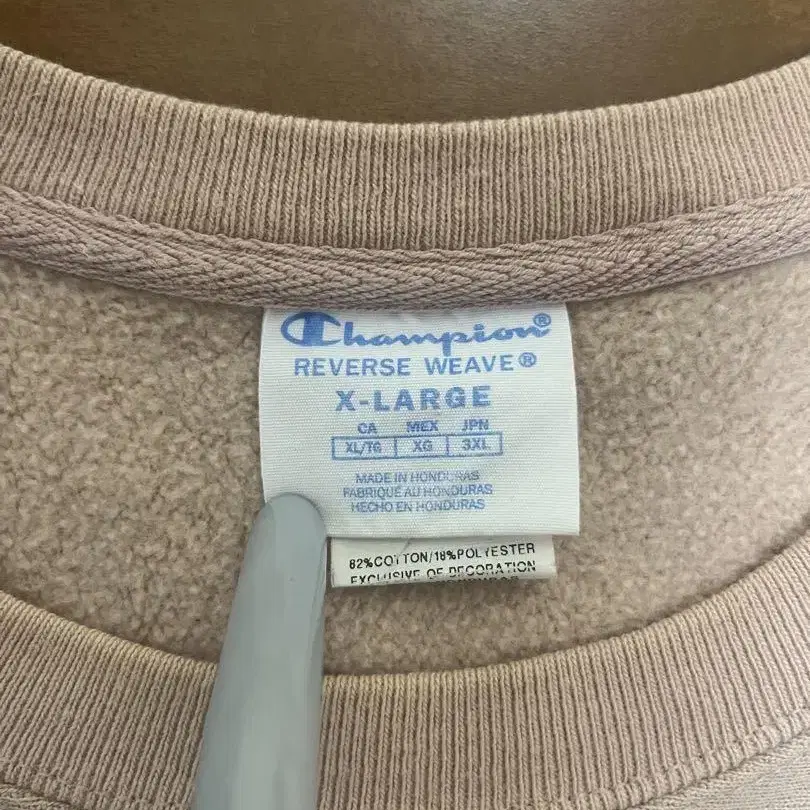 Champion®
REVERSE WEAVE®
X-LARGE
CA MEX JPN
XL/TG XG 3XL
MADE IN HONDURAS
FABRIQUÉ AU HONDURAS
HECHO EN HONDURAS
82%COTTON/18%POLYESTER
EXCLUSIVE OF DECORATION